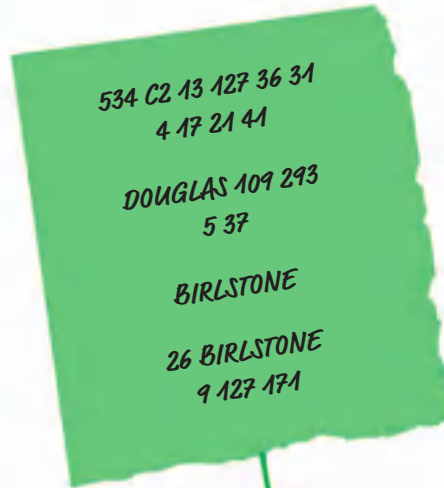 534 C2 13 127 36 31
4 17 21 41
DOUGLAS 109 293
5 37
BIRLSTONE
26 BIRLSTONE
9 127 171